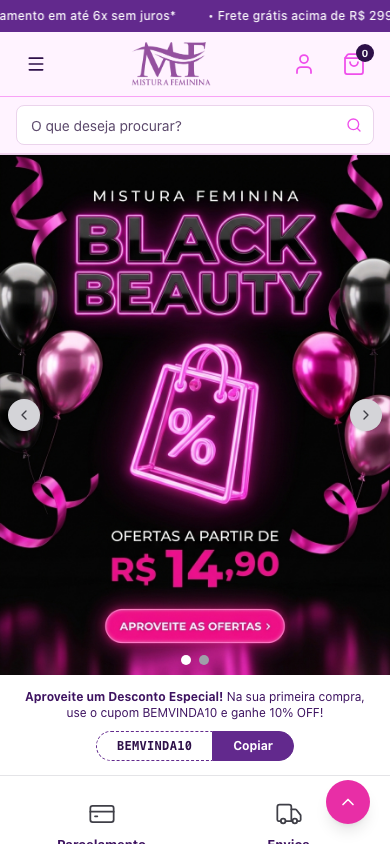 amento em até 6x sem juros* • Frete grátis acima de R$ 299
MF
MISTURA FEMININA
0
O que deseja procurar?
MISTURA FEMININA
BLACK
BEAUTY
%
OFERTAS A PARTIR DE
R$ 14,90
APROVEITE AS OFERTAS >
Aproveite um Desconto Especial! Na sua primeira compra,
use o cupom BEMVINDA10 e ganhe 10% OFF!
BEMVINDA10 Copiar
Parcelamento Envios